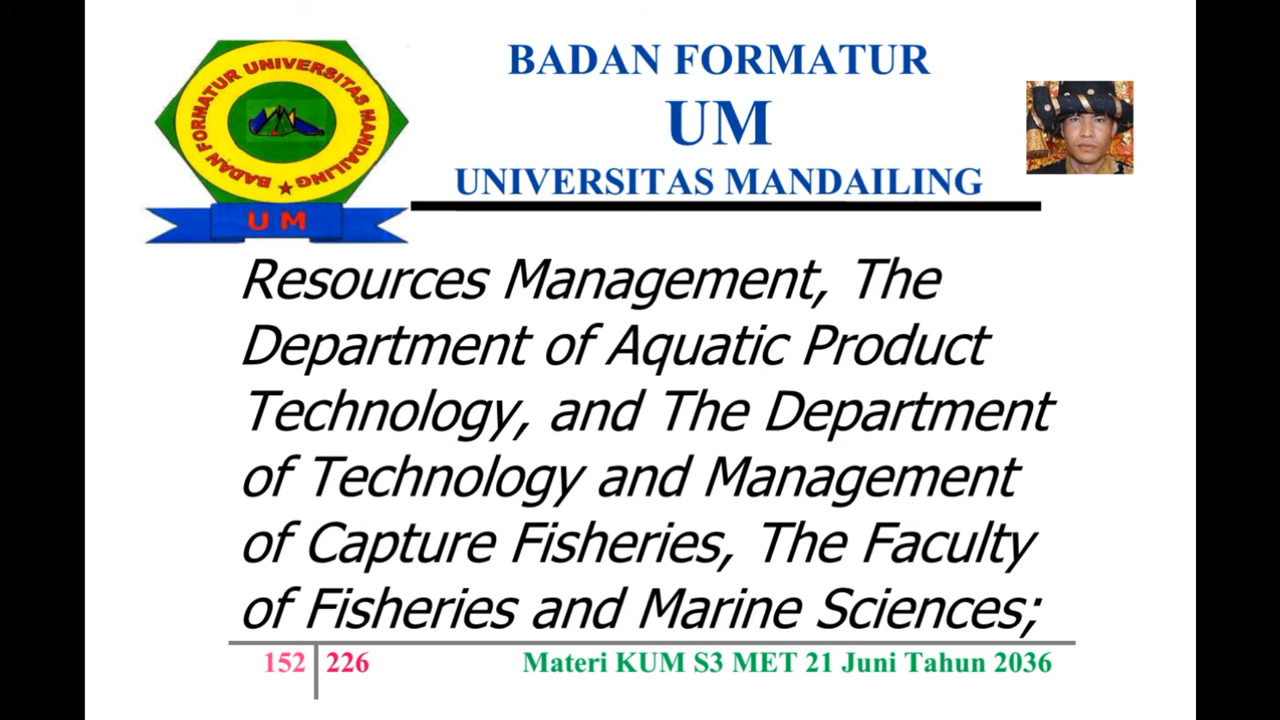 BADAN FORMATUR UNIVERSITAS MANDAILING
U M
BADAN FORMATUR
UM
UNIVERSITAS MANDAILING
Resources Management, The
Department of Aquatic Product
Technology, and The Department
of Technology and Management
of Capture Fisheries, The Faculty
of Fisheries and Marine Sciences;
152 226 Materi KUM S3 MET 21 Juni Tahun 2036